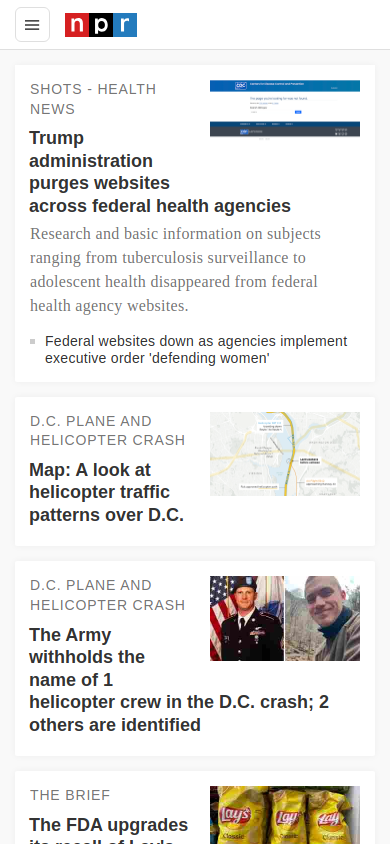 npr
SHOTS - HEALTH
NEWS
Trump
administration
purges websites
across federal health agencies
Research and basic information on subjects
ranging from tuberculosis surveillance to
adolescent health disappeared from federal
health agency websites.
Federal websites down as agencies implement
executive order 'defending women'
D.C. PLANE AND
HELICOPTER CRASH
Map: A look at
helicopter traffic
patterns over D.C.
D.C. PLANE AND
HELICOPTER CRASH
The Army
withholds the
name of 1
helicopter crew in the D.C. crash; 2
others are identified
THE BRIEF
The FDA upgrades
its recall of Lay's
Lay's
Lay's
Lay's
Classic
Classic
Classic